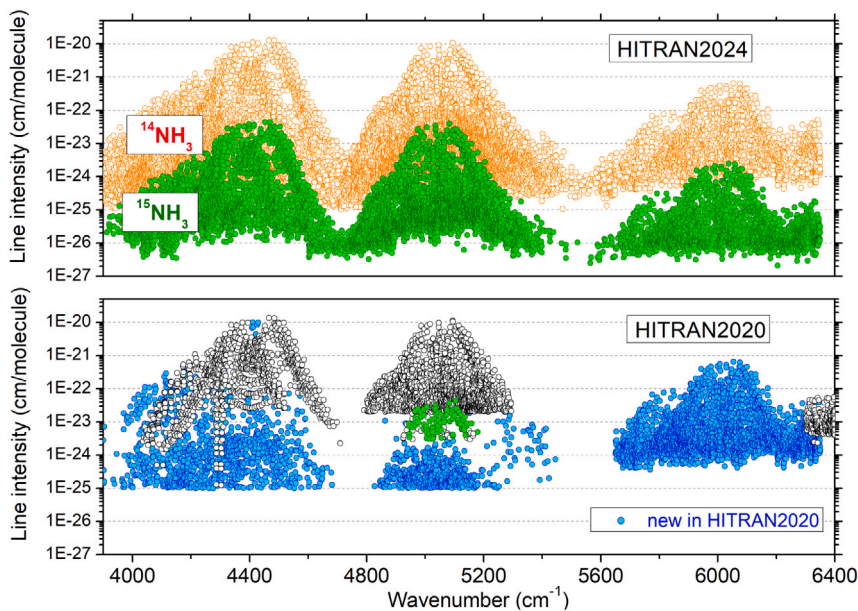 HITRAN2024
Line intensity (cm/molecule)
1E-20
1E-21
1E-22
1E-23
1E-24
1E-25
1E-26
1E-27
¹⁴NH₃
¹⁵NH₃
HITRAN2020
Line intensity (cm/molecule)
1E-20
1E-21
1E-22
1E-23
1E-24
1E-25
1E-26
1E-27
new in HITRAN2020
4000 4400 4800 5200 5600 6000 6400
Wavenumber (cm⁻¹)